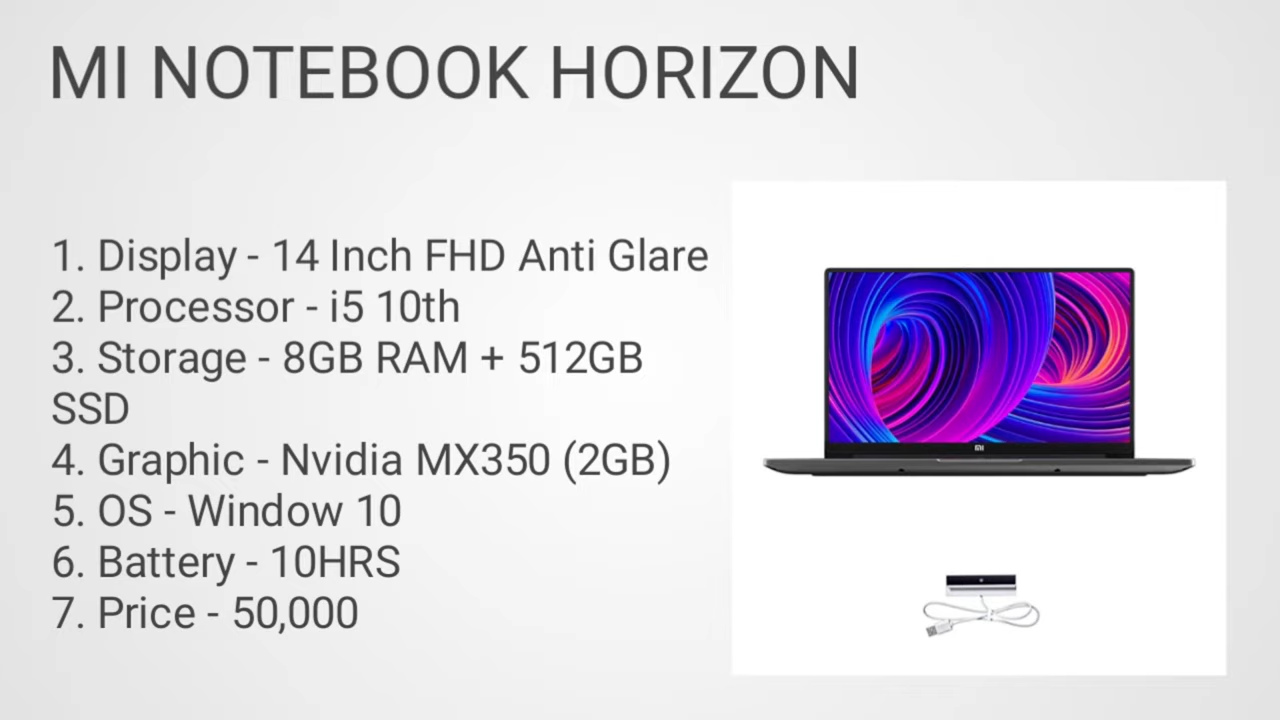 MI NOTEBOOK HORIZON
1. Display - 14 Inch FHD Anti Glare
2. Processor - i5 10th
3. Storage - 8GB RAM + 512GB
SSD
4. Graphic - Nvidia MX350 (2GB)
5. OS - Window 10
6. Battery - 10HRS
7. Price - 50,000
mi